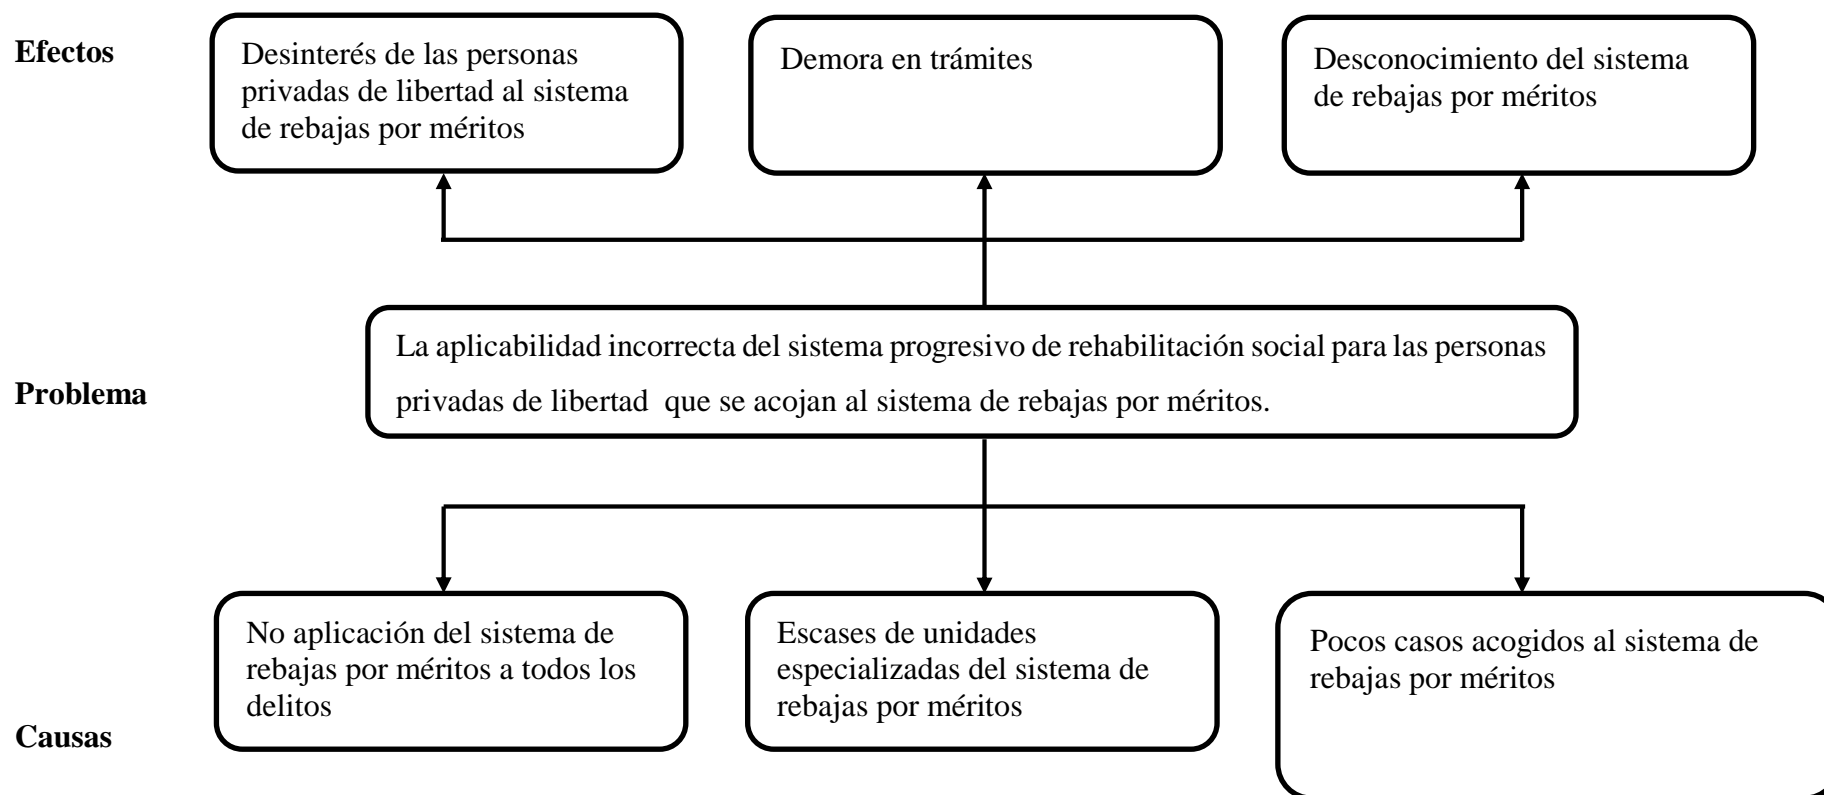 Efectos
Desinterés de las personas
privadas de libertad al sistema
de rebajas por méritos
Demora en trámites
Desconocimiento del sistema
de rebajas por méritos
Problema
La aplicabilidad incorrecta del sistema progresivo de rehabilitación social para las personas
privadas de libertad  que se acojan al sistema de rebajas por méritos.
No aplicación del sistema de
rebajas por méritos a todos los
delitos
Escases de unidades
especializadas del sistema de
rebajas por méritos
Pocos casos acogidos al sistema de
rebajas por méritos
Causas